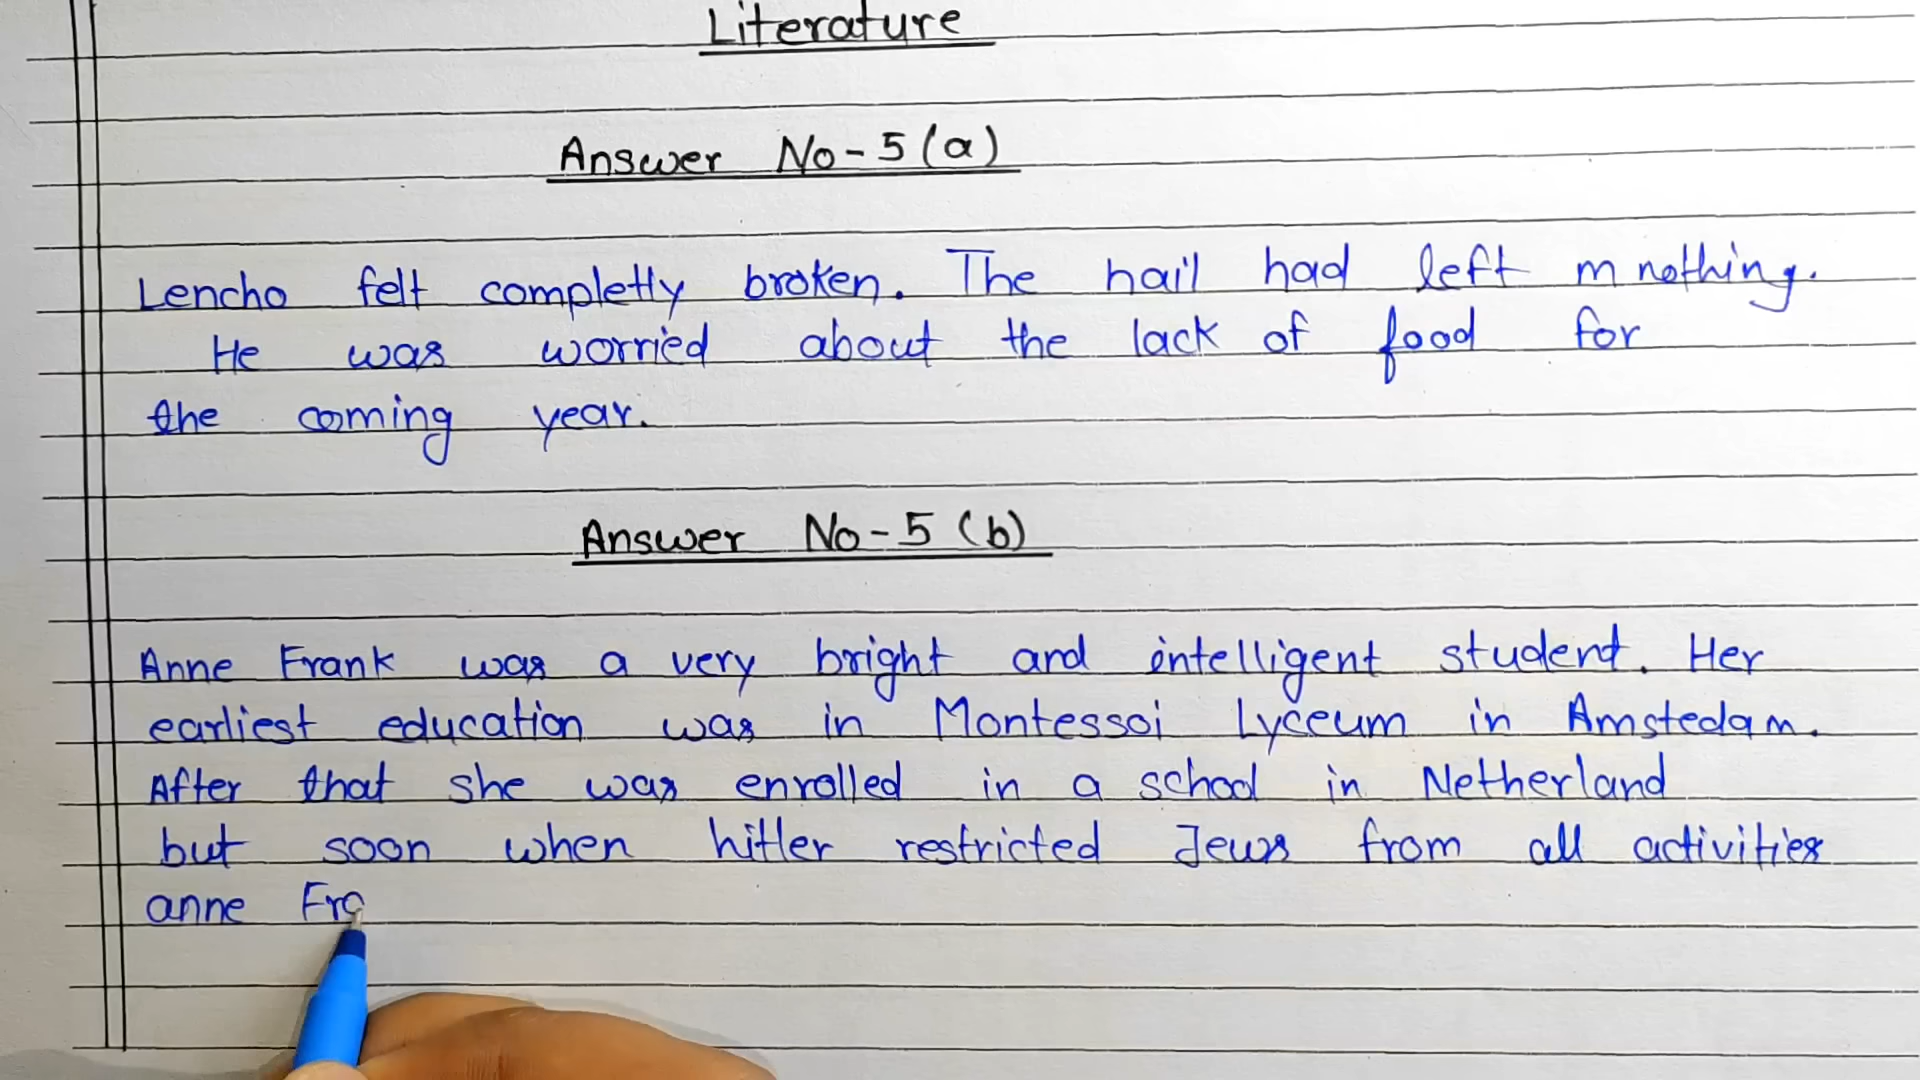 Literature
Answer No-5(a)
Lencho felt completly broken. The hail had left m nothing.
He was worried about the lack of food for
the coming year.
Answer No-5 (b)
Anne Frank was a very bright and intelligent student. Her
earliest education was in Montessoi Lyceum in Amstedam.
After that she was enrolled in a school in Netherland
but soon when hitler restricted Jews from all activities
anne Fra